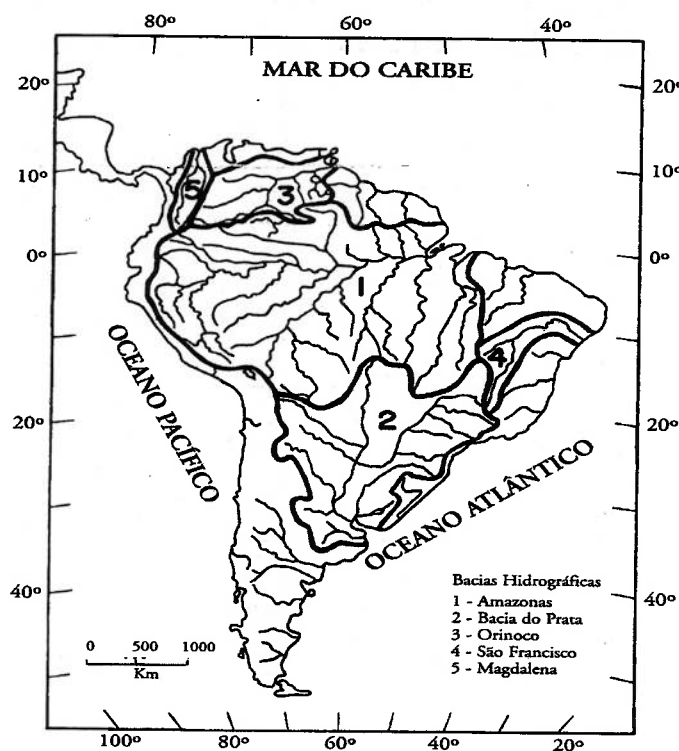 80° 60° 40°
MAR DO CARIBE
20° 20°
10° 10°
5
3
0° 0°
1
4
OCEANO PACÍFICO
2
20° 20°
OCEANO ATLÂNTICO
40° 40°
Bacias Hidrográficas
1 - Amazonas
2 - Bacia do Prata
3 - Orinoco
4 - São Francisco
5 - Magdalena
0 500 1000
Km
100° 80° 60° 40° 20°